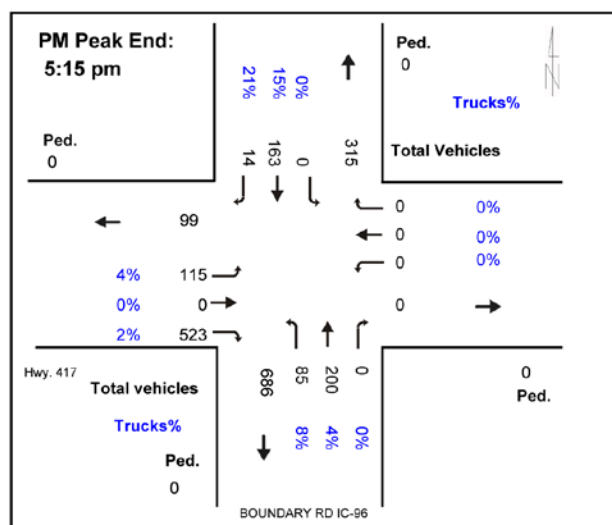 PM Peak End:
5:15 pm
21%
15%
0%
Ped.
0
N
Trucks%
Ped.
0
14
163
0
315
Total Vehicles
99
0
0%
0
0%
0
0%
4%
115
0%
0
2%
523
0
Hwy. 417
Total vehicles
Trucks%
Ped.
0
686
85
200
0
8%
4%
0%
0
Ped.
BOUNDARY RD IC-96